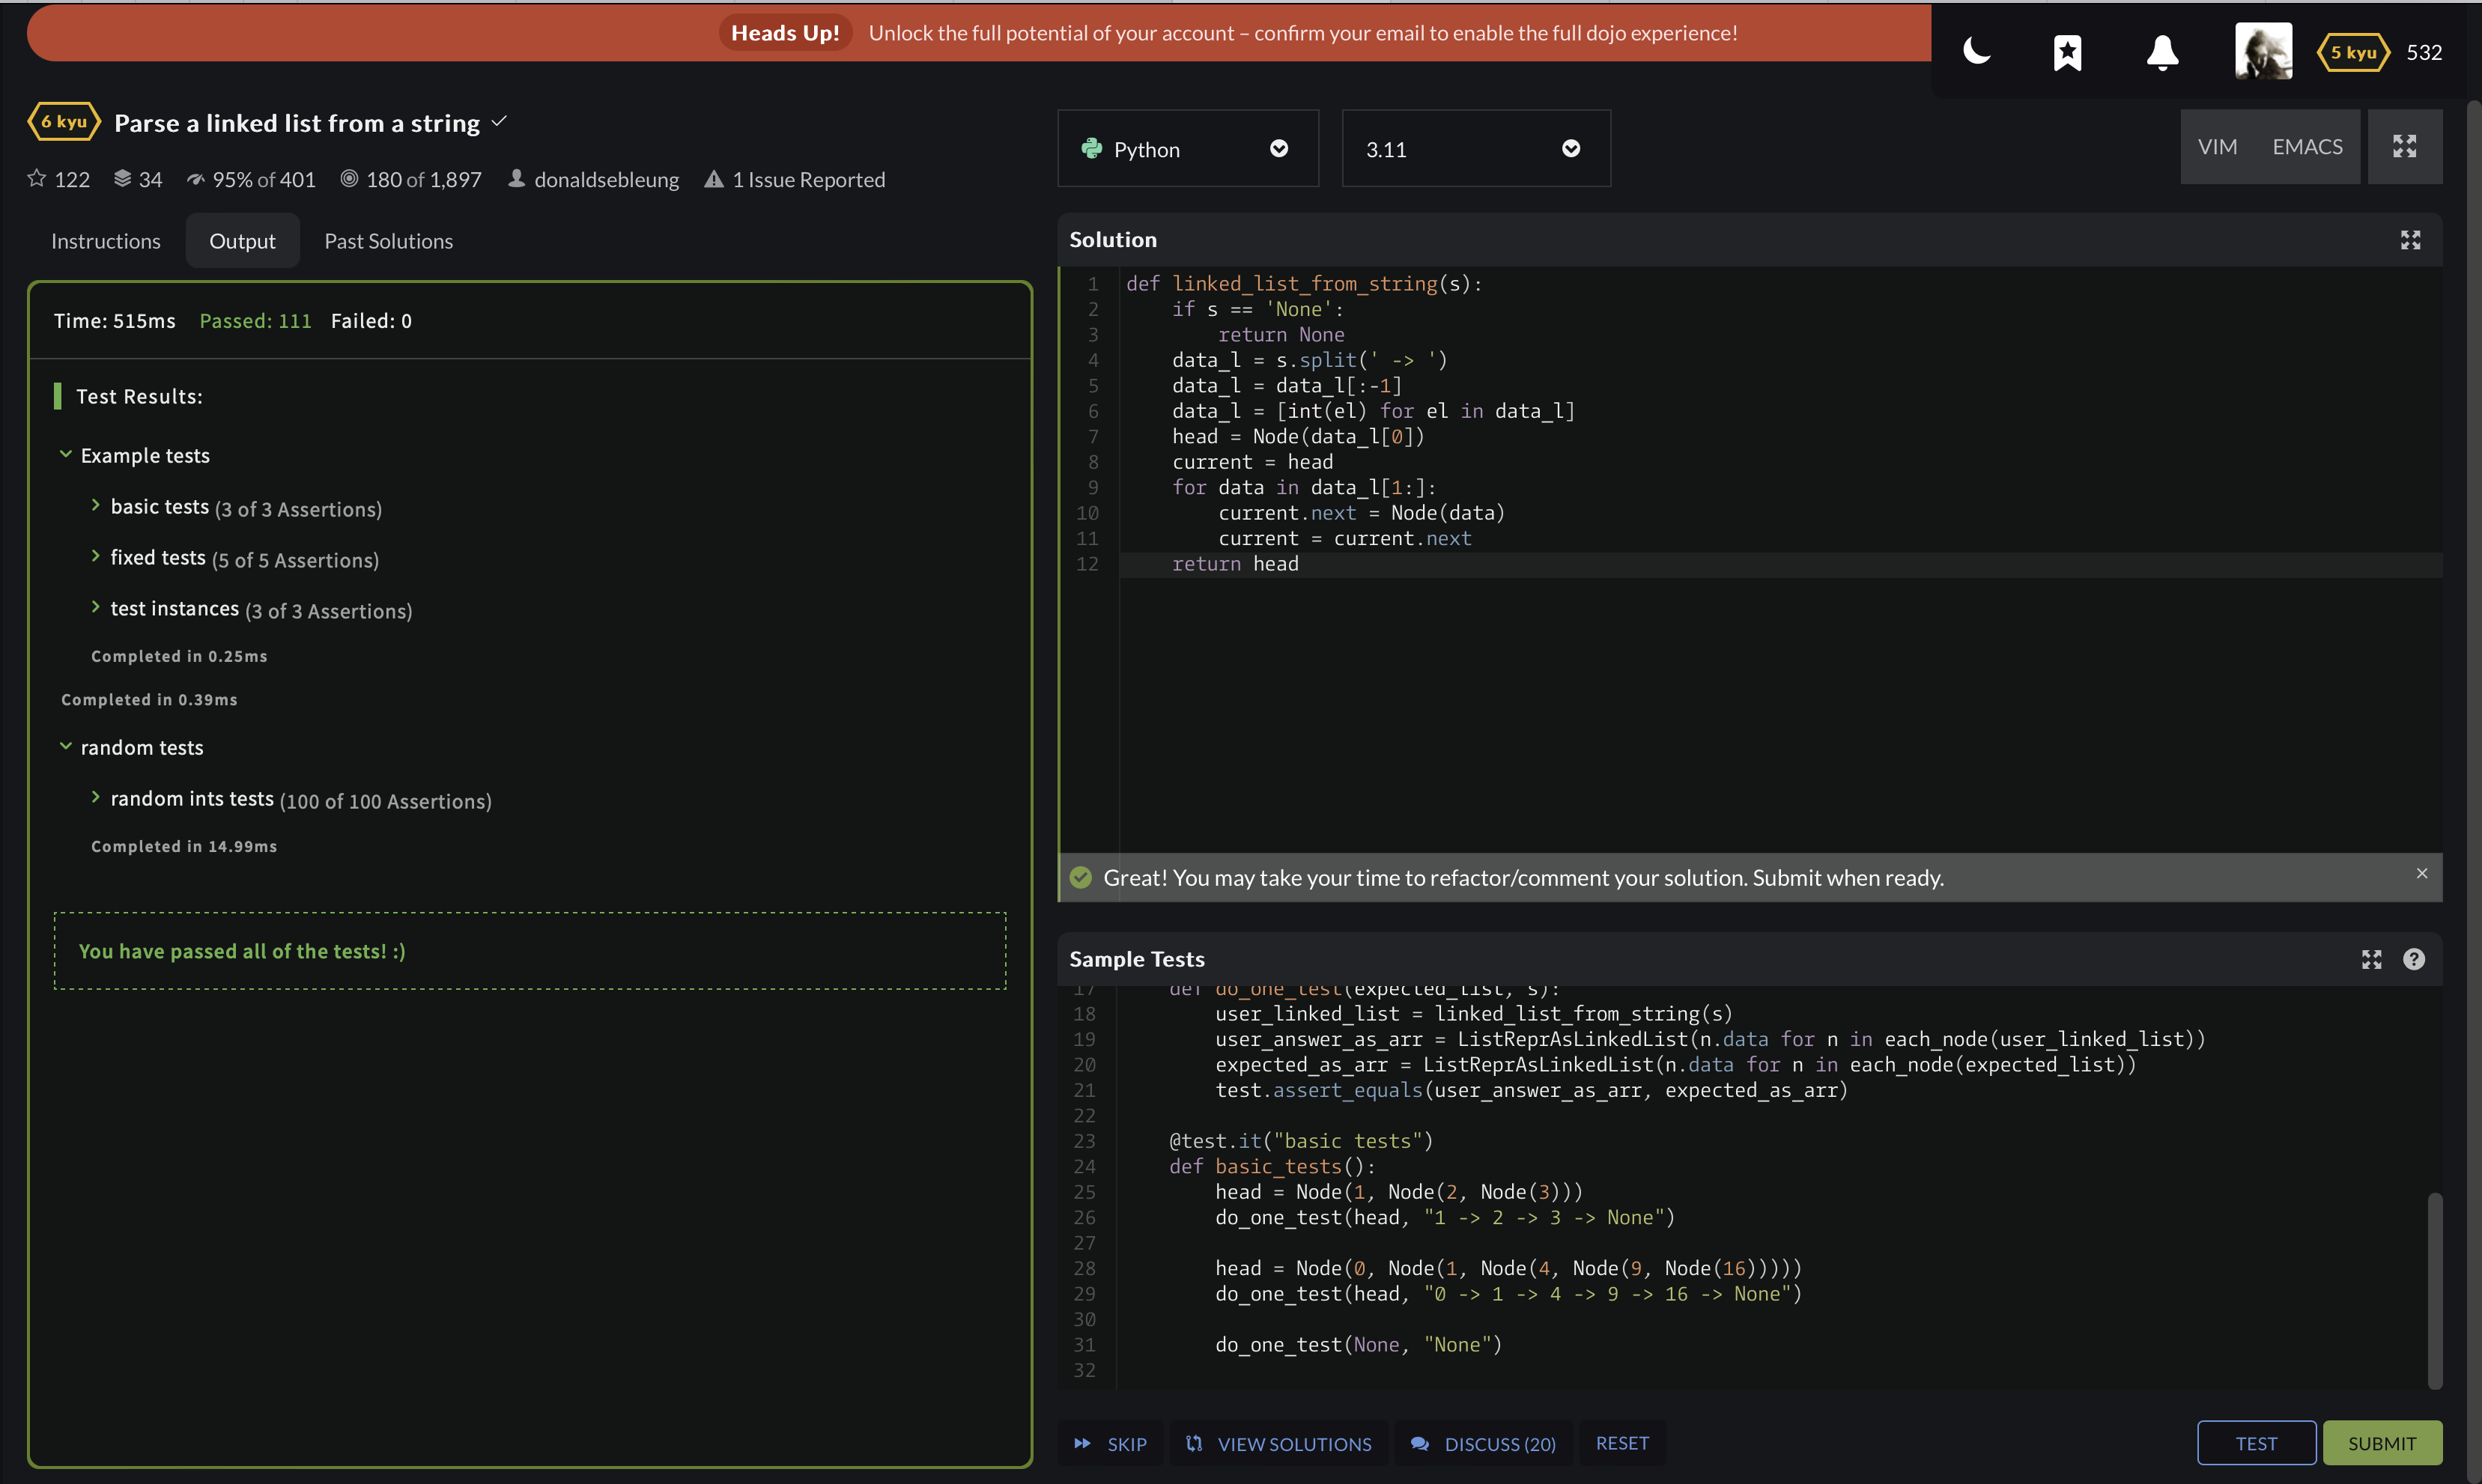 Heads Up! Unlock the full potential of your account – confirm your email to enable the full dojo experience!
5 kyu 532
6 kyu Parse a linked list from a string
122 34 95% of 401 180 of 1,897 donaldsebleung 1 Issue Reported
Instructions Output Past Solutions
Time: 515ms Passed: 111 Failed: 0
Test Results:
Example tests
basic tests (3 of 3 Assertions)
fixed tests (5 of 5 Assertions)
test instances (3 of 3 Assertions)
Completed in 0.25ms
Completed in 0.39ms
random tests
random ints tests (100 of 100 Assertions)
Completed in 14.99ms
You have passed all of the tests! :)
Python 3.11 VIM EMACS
Solution
1 def linked_list_from_string(s):
2     if s == 'None':
3         return None
4     data_l = s.split(' -> ')
5     data_l = data_l[:-1]
6     data_l = [int(el) for el in data_l]
7     head = Node(data_l[0])
8     current = head
9     for data in data_l[1:]:
10         current.next = Node(data)
11         current = current.next
12     return head
Great! You may take your time to refactor/comment your solution. Submit when ready.
Sample Tests
17     def do_one_test(expected_list, s):
18         user_linked_list = linked_list_from_string(s)
19         user_answer_as_arr = ListReprAsLinkedList(n.data for n in each_node(user_linked_list))
20         expected_as_arr = ListReprAsLinkedList(n.data for n in each_node(expected_list))
21         test.assert_equals(user_answer_as_arr, expected_as_arr)
22
23     @test.it("basic tests")
24     def basic_tests():
25         head = Node(1, Node(2, Node(3)))
26         do_one_test(head, "1 -> 2 -> 3 -> None")
27
28         head = Node(0, Node(1, Node(4, Node(9, Node(16)))))
29         do_one_test(head, "0 -> 1 -> 4 -> 9 -> 16 -> None")
30
31         do_one_test(None, "None")
32
SKIP VIEW SOLUTIONS DISCUSS (20) RESET TEST SUBMIT